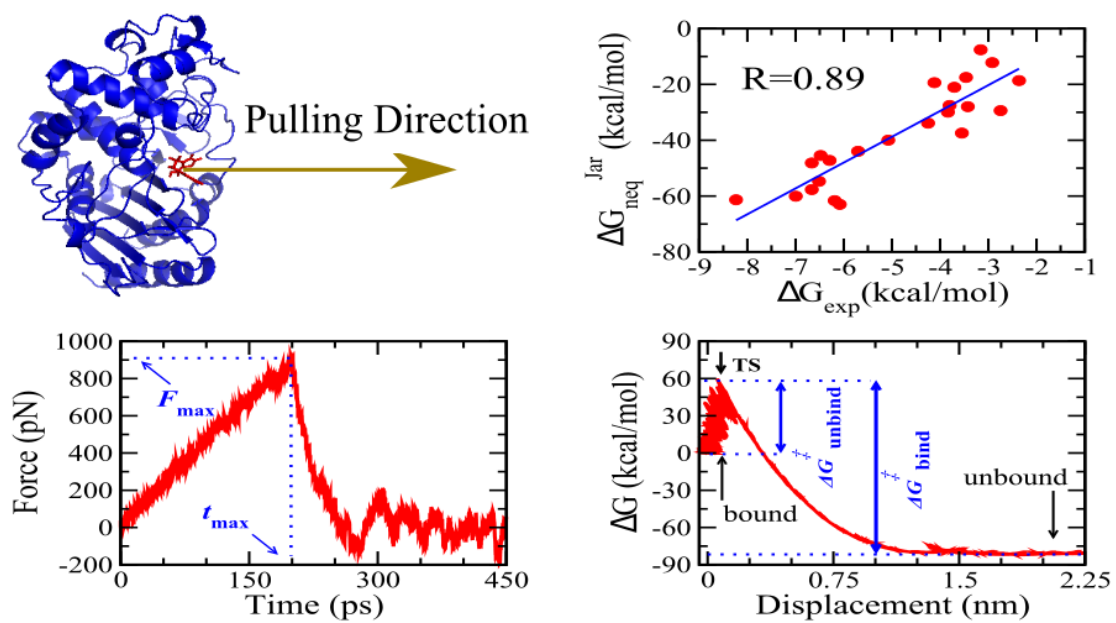 Pulling Direction
0
-20
-40
-60
-80
R=0.89
ΔG_neq^Jar (kcal/mol)
-9 -8 -7 -6 -5 -4 -3 -2 -1
ΔG_exp(kcal/mol)
1000
800
600
400
200
0
-200
Force (pN)
F_max
t_max
0 150 300 450
Time (ps)
90
60
30
0
-30
-60
-90
ΔG (kcal/mol)
TS
ΔG‡unbind
ΔG‡bind
bound
unbound
0 0.75 1.5 2.25
Displacement (nm)